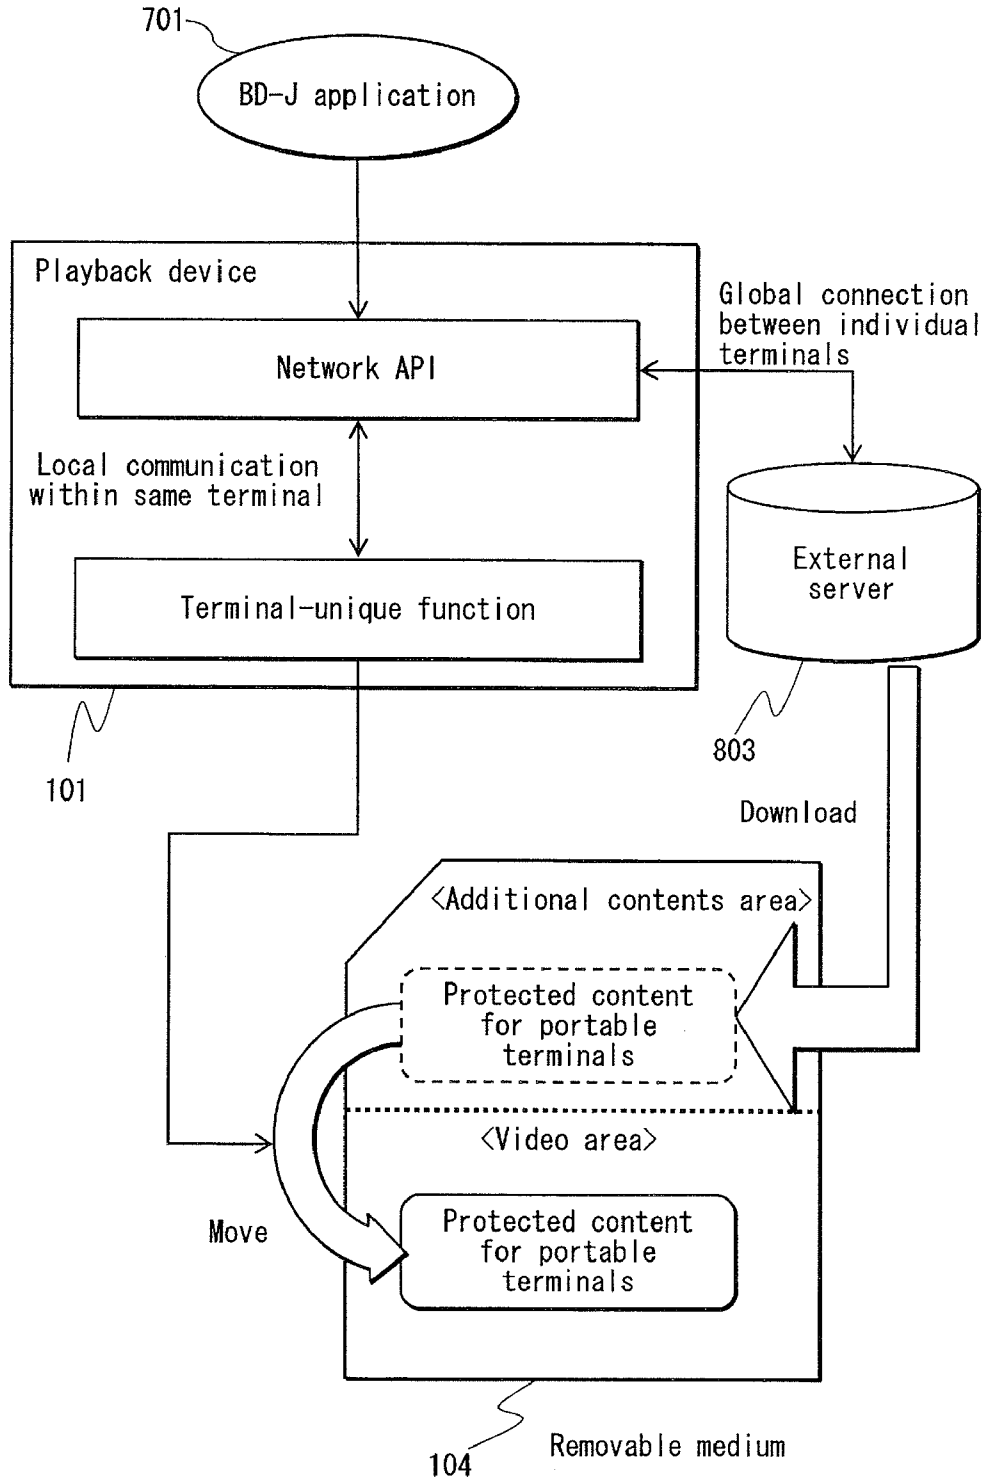 701
BD-J application
Playback device
Global connection
between individual
terminals
Network API
Local communication
within same terminal
External
server
Terminal-unique function
803
101
Download
<Additional contents area>
Protected content
for portable
terminals
<Video area>
Move
Protected content
for portable
terminals
104
Removable medium